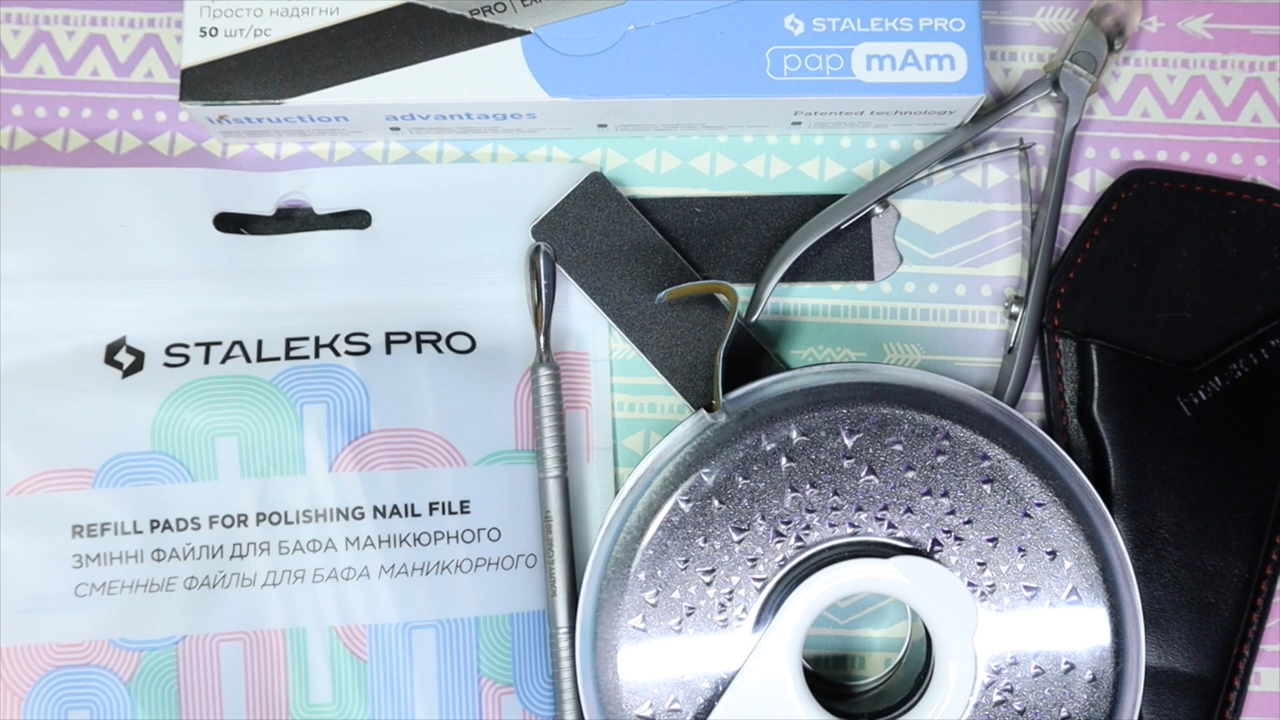 Просто надягни
50 шт/pc
PRO |
STALEKS PRO
pap mAm
instruction
advantages
Patented technology
STALEKS PRO
REFILL PADS FOR POLISHING NAIL FILE
ЗМІННІ ФАЙЛИ ДЛЯ БАФА МАНІКЮРНОГО
СМЕННЫЕ ФАЙЛЫ ДЛЯ БАФА МАНИКЮРНОГО